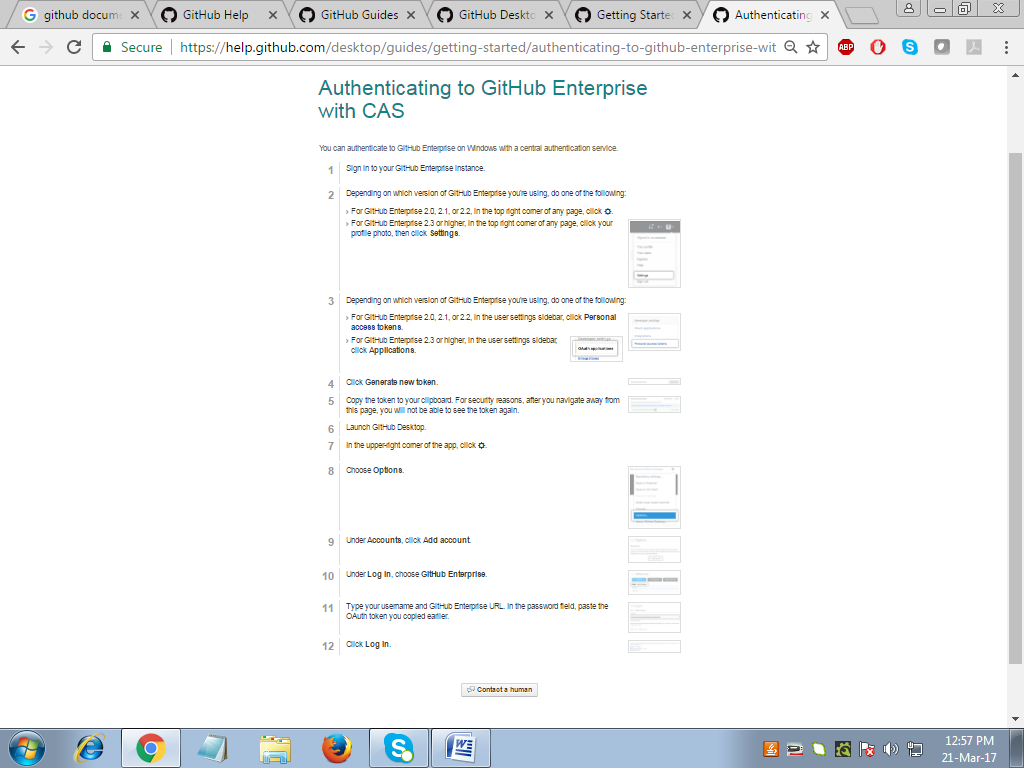 github docume
GitHub Help
GitHub Guides
GitHub Deskto
Getting Starte
Authenticating
Secure
https://help.github.com/desktop/guides/getting-started/authenticating-to-github-enterprise-wit
ABP
Authenticating to GitHub Enterprise
with CAS
You can authenticate to GitHub Enterprise on Windows with a central authentication service.
1 Sign in to your GitHub Enterprise instance.
2 Depending on which version of GitHub Enterprise you're using, do one of the following:
For GitHub Enterprise 2.0, 2.1, or 2.2, in the top right corner of any page, click .
For GitHub Enterprise 2.3 or higher, in the top right corner of any page, click your
profile photo, then click Settings.
Settings
3 Depending on which version of GitHub Enterprise you're using, do one of the following:
For GitHub Enterprise 2.0, 2.1, or 2.2, in the user settings sidebar, click Personal
access tokens.
Personal access tokens
For GitHub Enterprise 2.3 or higher, in the user settings sidebar,
click Applications.
OAuth applications
4 Click Generate new token.
5 Copy the token to your clipboard. For security reasons, after you navigate away from
this page, you will not be able to see the token again.
6 Launch GitHub Desktop.
7 In the upper-right corner of the app, click .
8 Choose Options.
9 Under Accounts, click Add account.
10 Under Log in, choose GitHub Enterprise.
11 Type your username and GitHub Enterprise URL. In the password field, paste the
OAuth token you copied earlier.
12 Click Log In.
Contact a human
12:57 PM
21-Mar-17